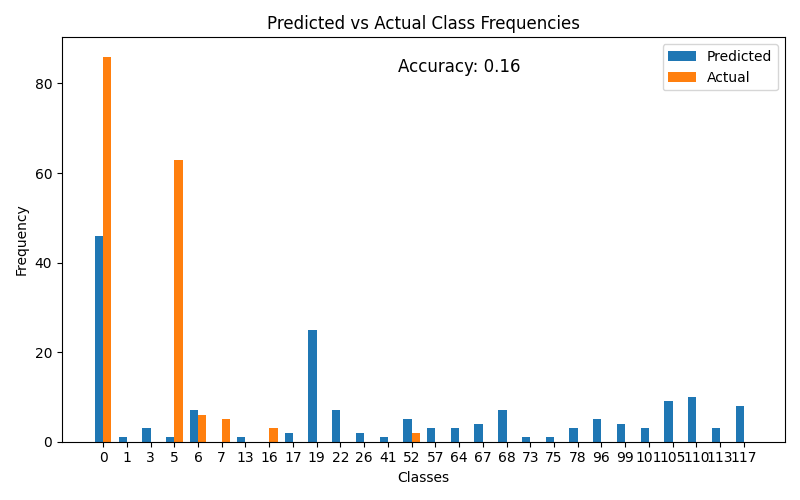 Predicted vs Actual Class Frequencies
Accuracy: 0.16
Predicted
Actual
Frequency
80
60
40
20
0
0 1 3 5 6 7 13 16 17 19 22 26 41 52 57 64 67 68 73 75 78 96 99 101 105 110 113 117
Classes